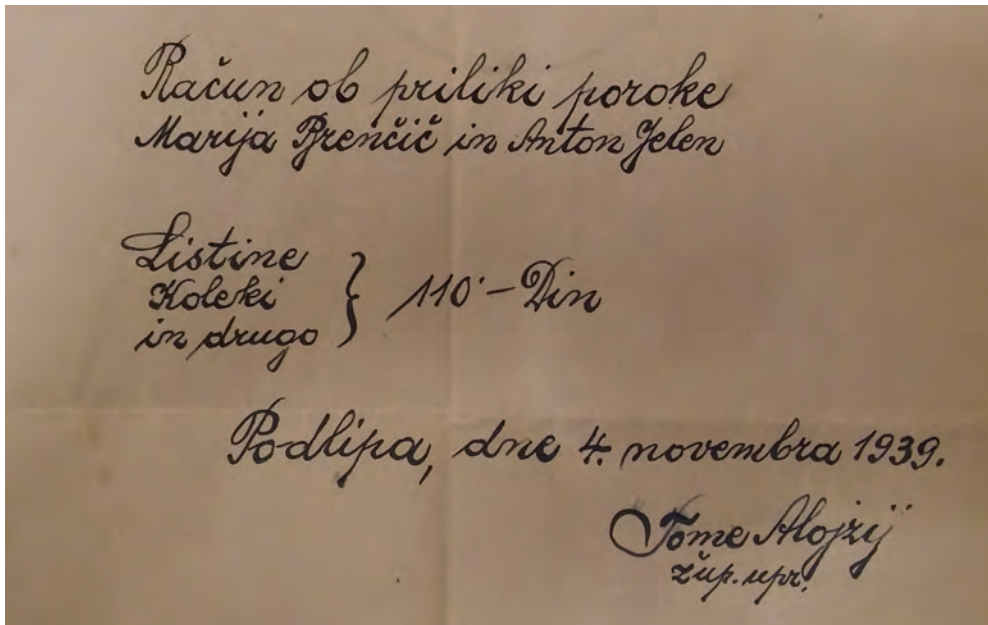 Račun ob priliki poroke
Marija Brenčič in Anton Jelen
Listine
Koleki
in drugo } 110·– Din
Podlipa, dne 4. novembra 1939.
Tome Alojzij
žup. upr.